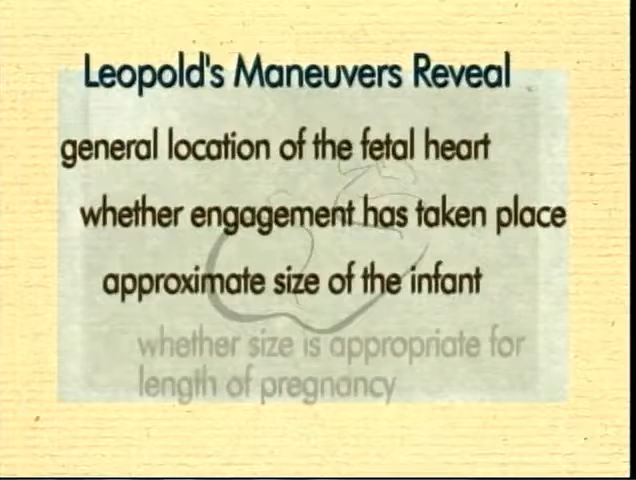 Leopold's Maneuvers Reveal
general location of the fetal heart
whether engagement has taken place
approximate size of the infant
whether size is appropriate for
length of pregnancy